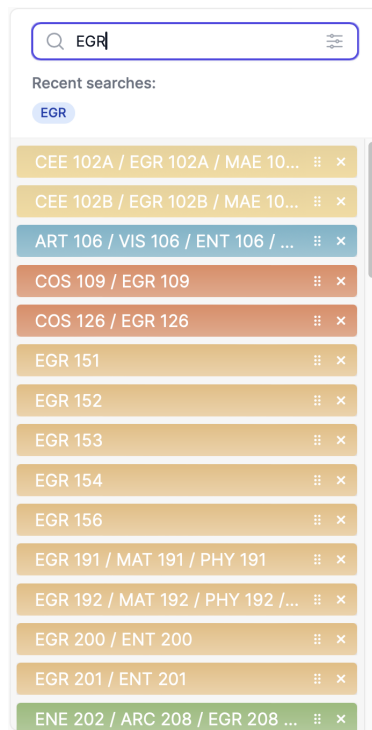 EGR
Recent searches:
EGR
CEE 102A / EGR 102A / MAE 10...
CEE 102B / EGR 102B / MAE 10...
ART 106 / VIS 106 / ENT 106 / ...
COS 109 / EGR 109
COS 126 / EGR 126
EGR 151
EGR 152
EGR 153
EGR 154
EGR 156
EGR 191 / MAT 191 / PHY 191
EGR 192 / MAT 192 / PHY 192 /...
EGR 200 / ENT 200
EGR 201 / ENT 201
ENE 202 / ARC 208 / EGR 208 ...